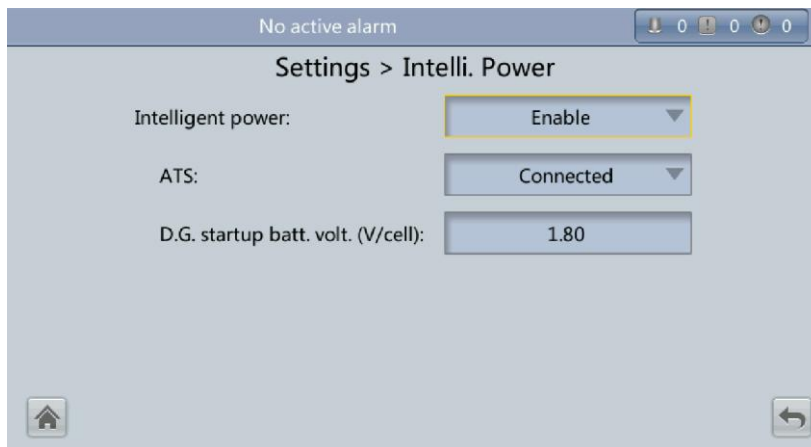 No active alarm 0 0 0
Settings > Intelli. Power
Intelligent power: Enable
ATS: Connected
D.G. startup batt. volt. (V/cell): 1.80